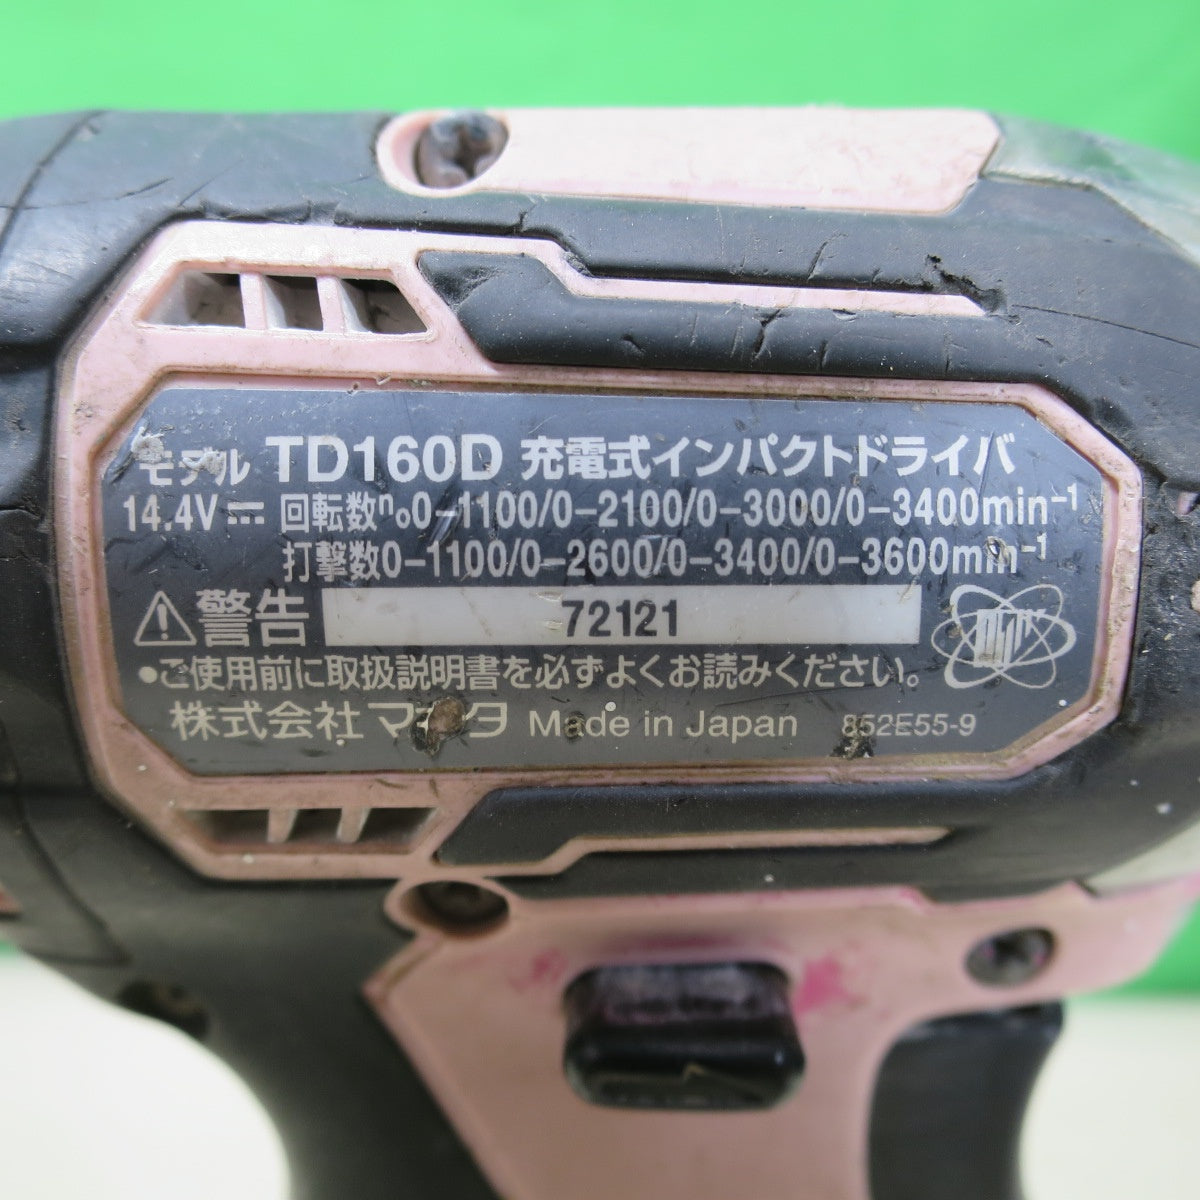 モデル TD160D 充電式インパクトドライバ
14.4V 回転数n₀0-1100/0-2100/0-3000/0-3400min⁻¹
打撃数0-1100/0-2600/0-3400/0-3600min⁻¹
警告 72121
●ご使用前に取扱説明書を必ずよくお読みください。
株式会社 マキタ Made in Japan 852E55-9